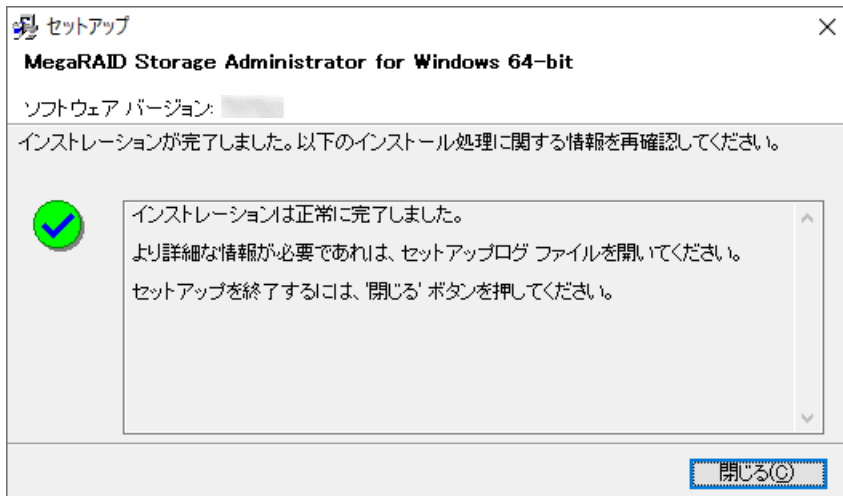 セットアップ
MegaRAID Storage Administrator for Windows 64-bit
ソフトウェア バージョン:
インストレーションが完了しました。以下のインストール処理に関する情報を再確認してください。
インストレーションは正常に完了しました。
より詳細な情報が必要であれは、セットアップログ ファイルを開いてください。
セットアップを終了するには、'閉じる' ボタンを押してください。
閉じる(C)